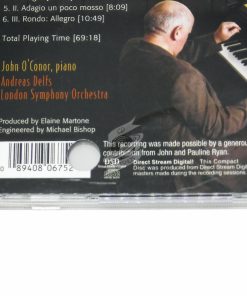 5. II. Adagio un poco mosso [8:09]
6. III. Rondo: Allegro [10:49]
Total Playing Time [69:18]
John O'Conor, piano
Andreas Delfs
London Symphony Orchestra
Produced by Elaine Martone
Engineered by Michael Bishop
0 89408 06752
This recording was made possible by a generous
contribution from John and Pauline Ryan.
DSD
Direct Stream Digital! This Compact
Disc was produced from Direct Stream Digital
masters made during the recording sessions.